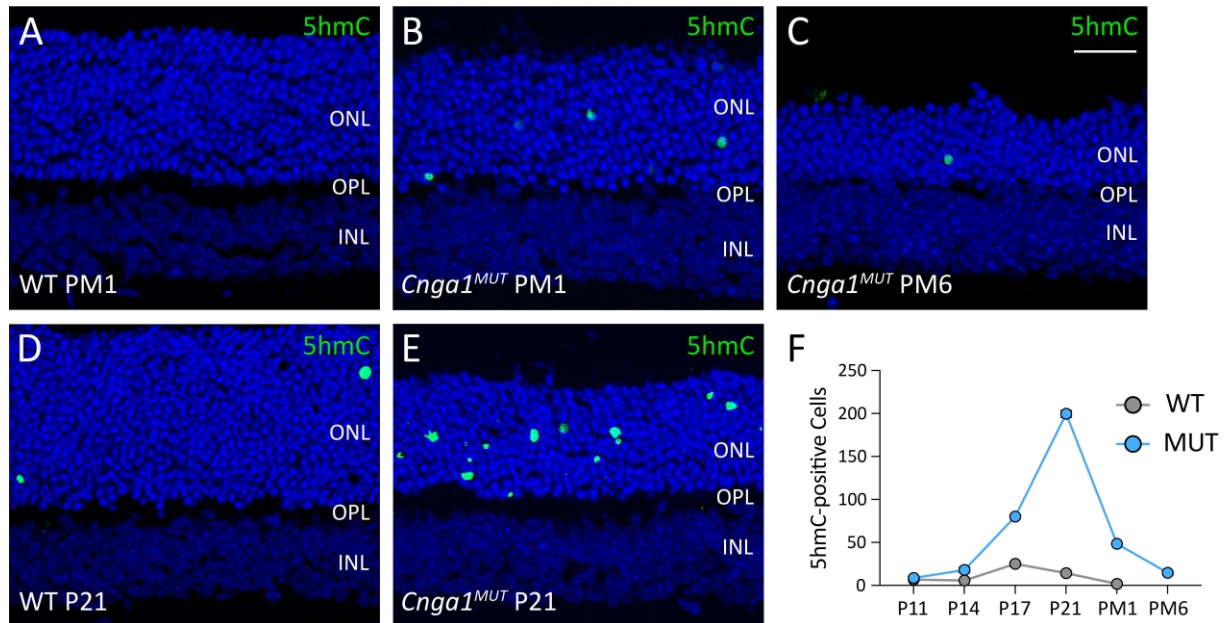 A
5hmC
ONL
OPL
INL
WT PM1
B
5hmC
ONL
OPL
INL
Cnga1MUT PM1
C
5hmC
ONL
OPL
INL
Cnga1MUT PM6
D
5hmC
ONL
OPL
INL
WT P21
E
5hmC
ONL
OPL
INL
Cnga1MUT P21
F
5hmC-positive Cells
250
200
150
100
50
0
P11 P14 P17 P21 PM1 PM6
WT
MUT